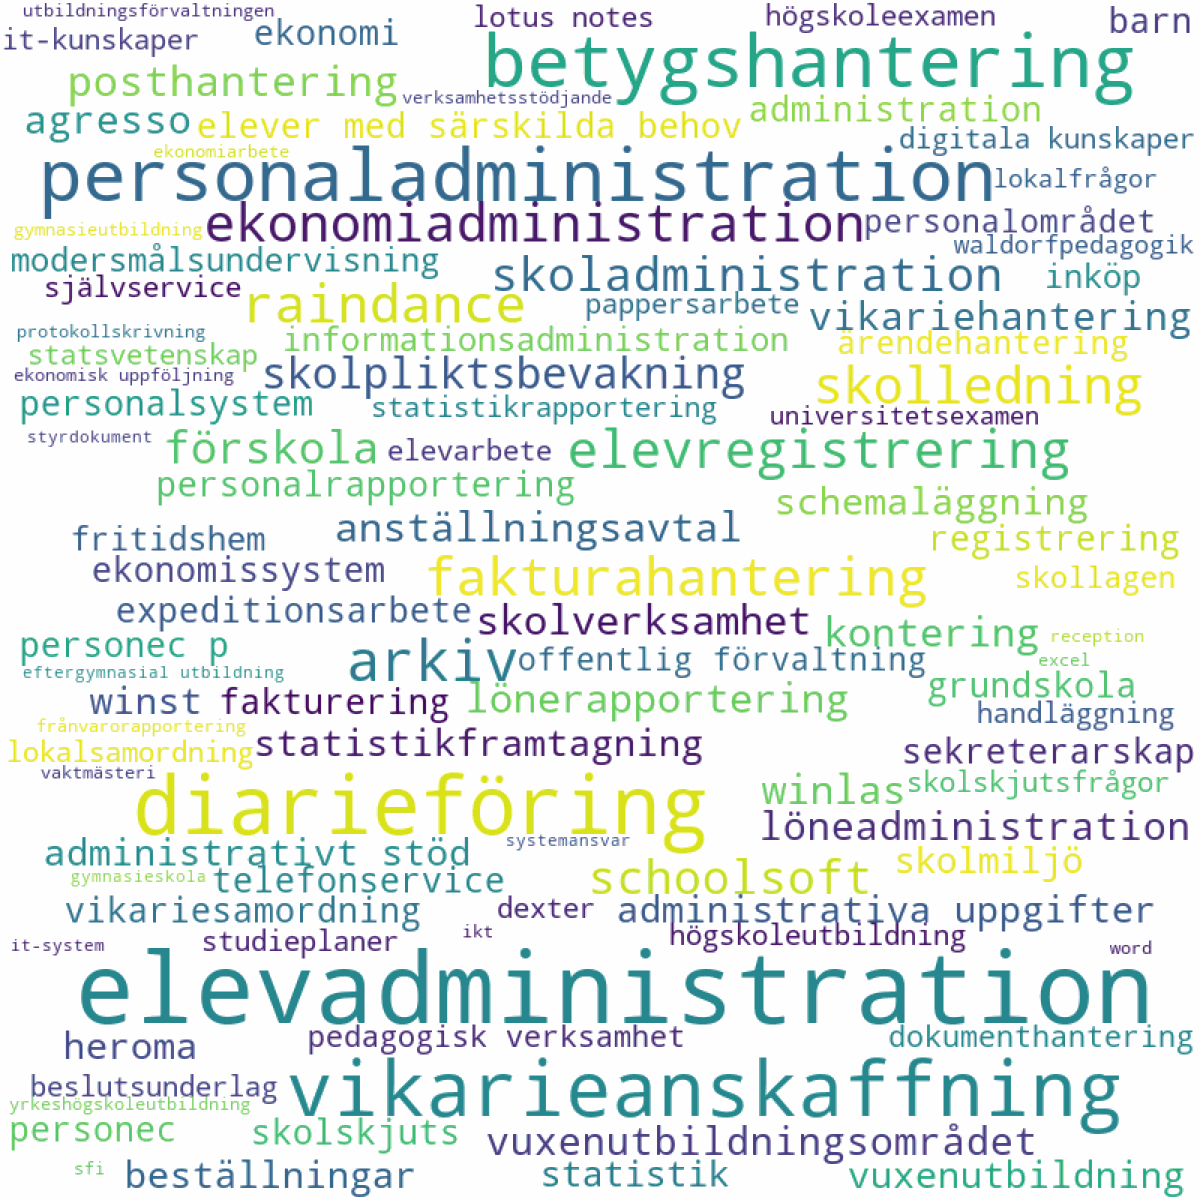 utbildningsförvaltningen
lotus notes
högskoleexamen
barn
it-kunskaper
ekonomi
betygshantering
posthantering
verksamhetsstödjande
administration
agresso
elever med särskilda behov
digitala kunskaper
ekonomiarbete
personaladministration
lokalfrågor
gymnasieutbildning
ekonomiadministration
personalområdet
waldorfpedagogik
modersmålsundervisning
skoladministration
inköp
självservice
raindance
pappersarbete
vikariehantering
protokollskrivning
informationsadministration
ärendehantering
statsvetenskap
ekonomisk uppföljning
skolpliktsbevakning
skolledning
personalsystem
statistikrapportering
universitetsexamen
styrdokument
förskola
elevarbete
elevregistrering
personalrapportering
schemaläggning
fritidshem
anställningsavtal
registrering
ekonomissystem
fakturahantering
skollagen
expeditionsarbete
skolverksamhet
kontering
reception
personec p
arkiv
offentlig förvaltning
excel
eftergymnasial utbildning
grundskola
winst
fakturering
lönerapportering
handläggning
frånvarorapportering
lokalsamordning
statistikframtagning
sekreterarskap
vaktmästeri
diarieföring
winlas
skolskjutsfrågor
löneadministration
systemansvar
administrativt stöd
skolmiljö
gymnasieskola
telefonservice
schoolsoft
vikariesamordning
dexter
administrativa uppgifter
it-system
studieplaner
ikt
högskoleutbildning
word
elevadministration
heroma
pedagogisk verksamhet
dokumenthantering
beslutsunderlag
vikarieanskaffning
yrkeshögskoleutbildning
personec
skolskjuts
vuxenutbildningsområdet
sfi
beställningar
statistik
vuxenutbildning